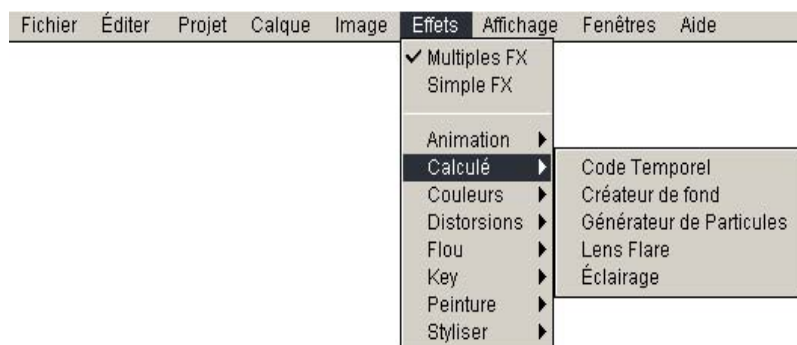 Fichier Éditer Projet Calque Image Effets Affichage Fenêtres Aide
Multiples FX
Simple FX
Animation
Calculé
Couleurs
Distorsions
Flou
Key
Peinture
Styliser
Code Temporel
Créateur de fond
Générateur de Particules
Lens Flare
Éclairage